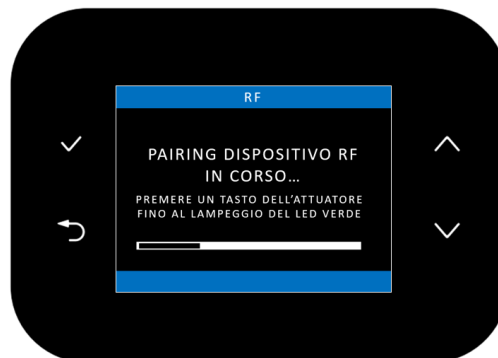 RF
PAIRING DISPOSITIVO RF
IN CORSO...
PREMERE UN TASTO DELL'ATTUATORE
FINO AL LAMPEGGIO DEL LED VERDE